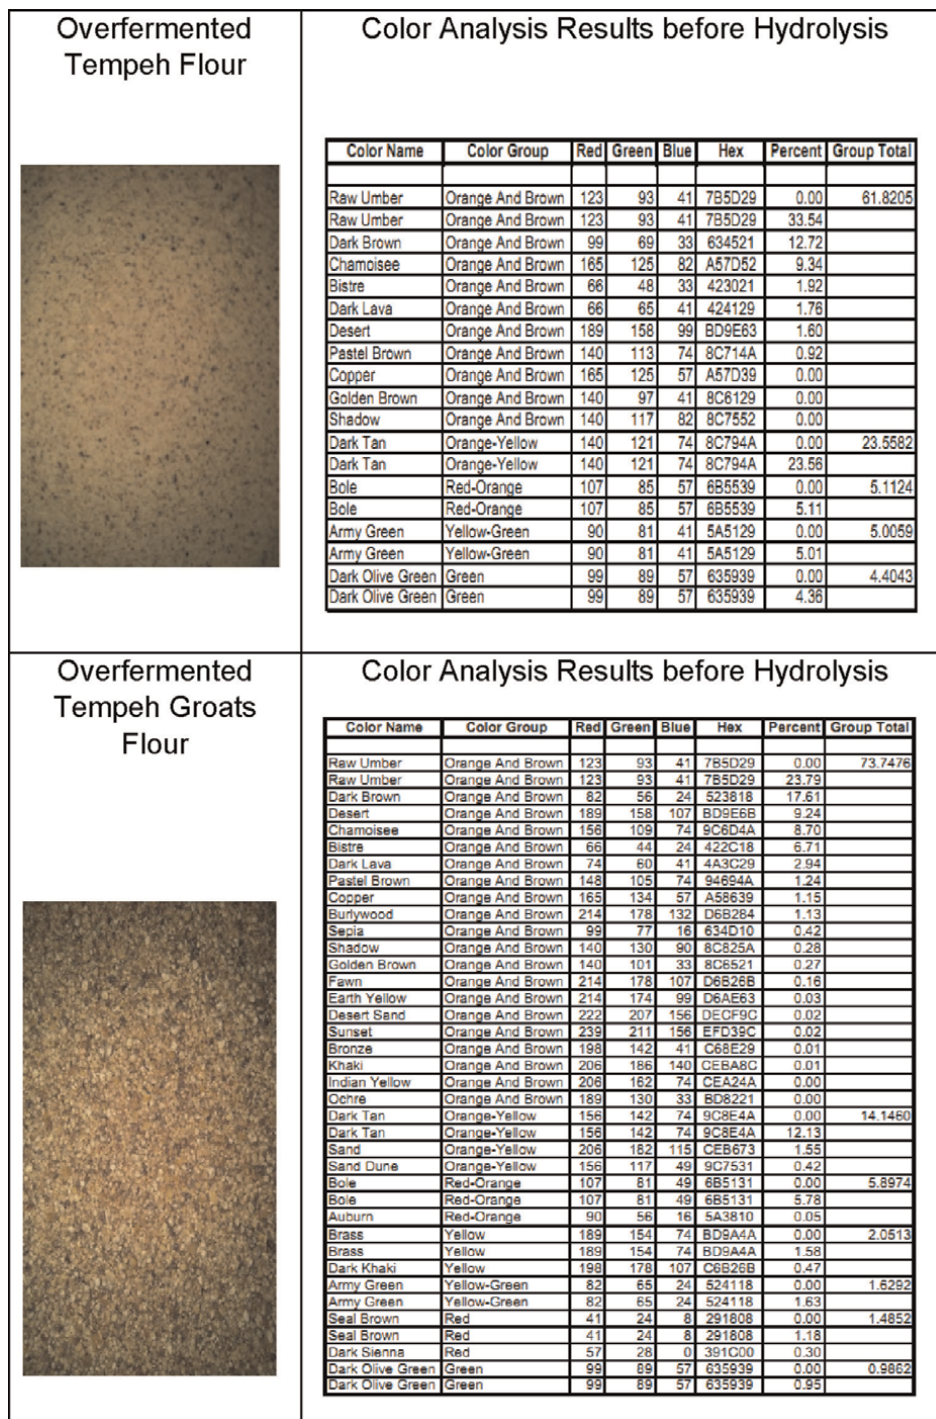 Overfermented
Tempeh Flour
Color Analysis Results before Hydrolysis
Color Name Color Group Red Green Blue Hex Percent Group Total
Raw Umber Orange And Brown 123 93 41 7B5D29 0.00 61.8205
Raw Umber Orange And Brown 123 93 41 7B5D29 33.54
Dark Brown Orange And Brown 99 69 33 634521 12.72
Chamoisee Orange And Brown 165 125 82 A57D52 9.34
Bistre Orange And Brown 66 48 33 423021 1.92
Dark Lava Orange And Brown 66 65 41 424129 1.76
Desert Orange And Brown 189 158 99 BD9E63 1.60
Pastel Brown Orange And Brown 140 113 74 8C714A 0.92
Copper Orange And Brown 165 125 57 A57D39 0.00
Golden Brown Orange And Brown 140 97 41 8C6129 0.00
Shadow Orange And Brown 140 117 82 8C7552 0.00
Dark Tan Orange-Yellow 140 121 74 8C794A 0.00 23.5582
Dark Tan Orange-Yellow 140 121 74 8C794A 23.56
Bole Red-Orange 107 85 57 6B5539 0.00 5.1124
Bole Red-Orange 107 85 57 6B5539 5.11
Army Green Yellow-Green 90 81 41 5A5129 0.00 5.0059
Army Green Yellow-Green 90 81 41 5A5129 5.01
Dark Olive Green Green 99 89 57 635939 0.00 4.4043
Dark Olive Green Green 99 89 57 635939 4.36
Overfermented
Tempeh Groats
Flour
Color Analysis Results before Hydrolysis
Color Name Color Group Red Green Blue Hex Percent Group Total
Raw Umber Orange And Brown 123 93 41 7B5D29 0.00 73.7476
Raw Umber Orange And Brown 123 93 41 7B5D29 23.79
Dark Brown Orange And Brown 82 56 24 523818 17.61
Desert Orange And Brown 189 158 107 BD9E6B 9.24
Chamoisee Orange And Brown 156 109 74 9C6D4A 8.70
Bistre Orange And Brown 66 44 24 422C18 6.71
Dark Lava Orange And Brown 74 60 41 4A3C29 2.94
Pastel Brown Orange And Brown 148 105 74 94694A 1.24
Copper Orange And Brown 165 134 57 A58639 1.15
Burlywood Orange And Brown 214 178 132 D6B284 1.13
Sepia Orange And Brown 99 77 16 634D10 0.42
Shadow Orange And Brown 140 130 90 8C825A 0.28
Golden Brown Orange And Brown 140 101 33 8C6521 0.27
Fawn Orange And Brown 214 178 107 D6B26B 0.16
Earth Yellow Orange And Brown 214 174 99 D6AE63 0.03
Desert Sand Orange And Brown 222 207 156 DECF9C 0.02
Sunset Orange And Brown 239 211 156 EFD39C 0.02
Bronze Orange And Brown 198 142 41 C68E29 0.01
Khaki Orange And Brown 206 186 140 CEBA8C 0.01
Indian Yellow Orange And Brown 206 162 74 CEA24A 0.00
Ochre Orange And Brown 189 130 33 BD8221 0.00
Dark Tan Orange-Yellow 156 142 74 9C8E4A 0.00 14.1460
Dark Tan Orange-Yellow 156 142 74 9C8E4A 12.13
Sand Orange-Yellow 206 182 115 CEB673 1.55
Sand Dune Orange-Yellow 156 117 49 9C7531 0.42
Bole Red-Orange 107 81 49 6B5131 0.00 5.8974
Bole Red-Orange 107 81 49 6B5131 5.78
Auburn Red-Orange 90 56 16 5A3810 0.05
Brass Yellow 189 154 74 BD9A4A 0.00 2.0513
Brass Yellow 189 154 74 BD9A4A 1.58
Dark Khaki Yellow 198 178 107 C6B26B 0.47
Army Green Yellow-Green 82 65 24 524118 0.00 1.6292
Army Green Yellow-Green 82 65 24 524118 1.63
Seal Brown Red 41 24 8 291808 0.00 1.4852
Seal Brown Red 41 24 8 291808 1.18
Dark Sienna Red 57 28 0 391C00 0.30
Dark Olive Green Green 99 89 57 635939 0.00 0.9862
Dark Olive Green Green 99 89 57 635939 0.95